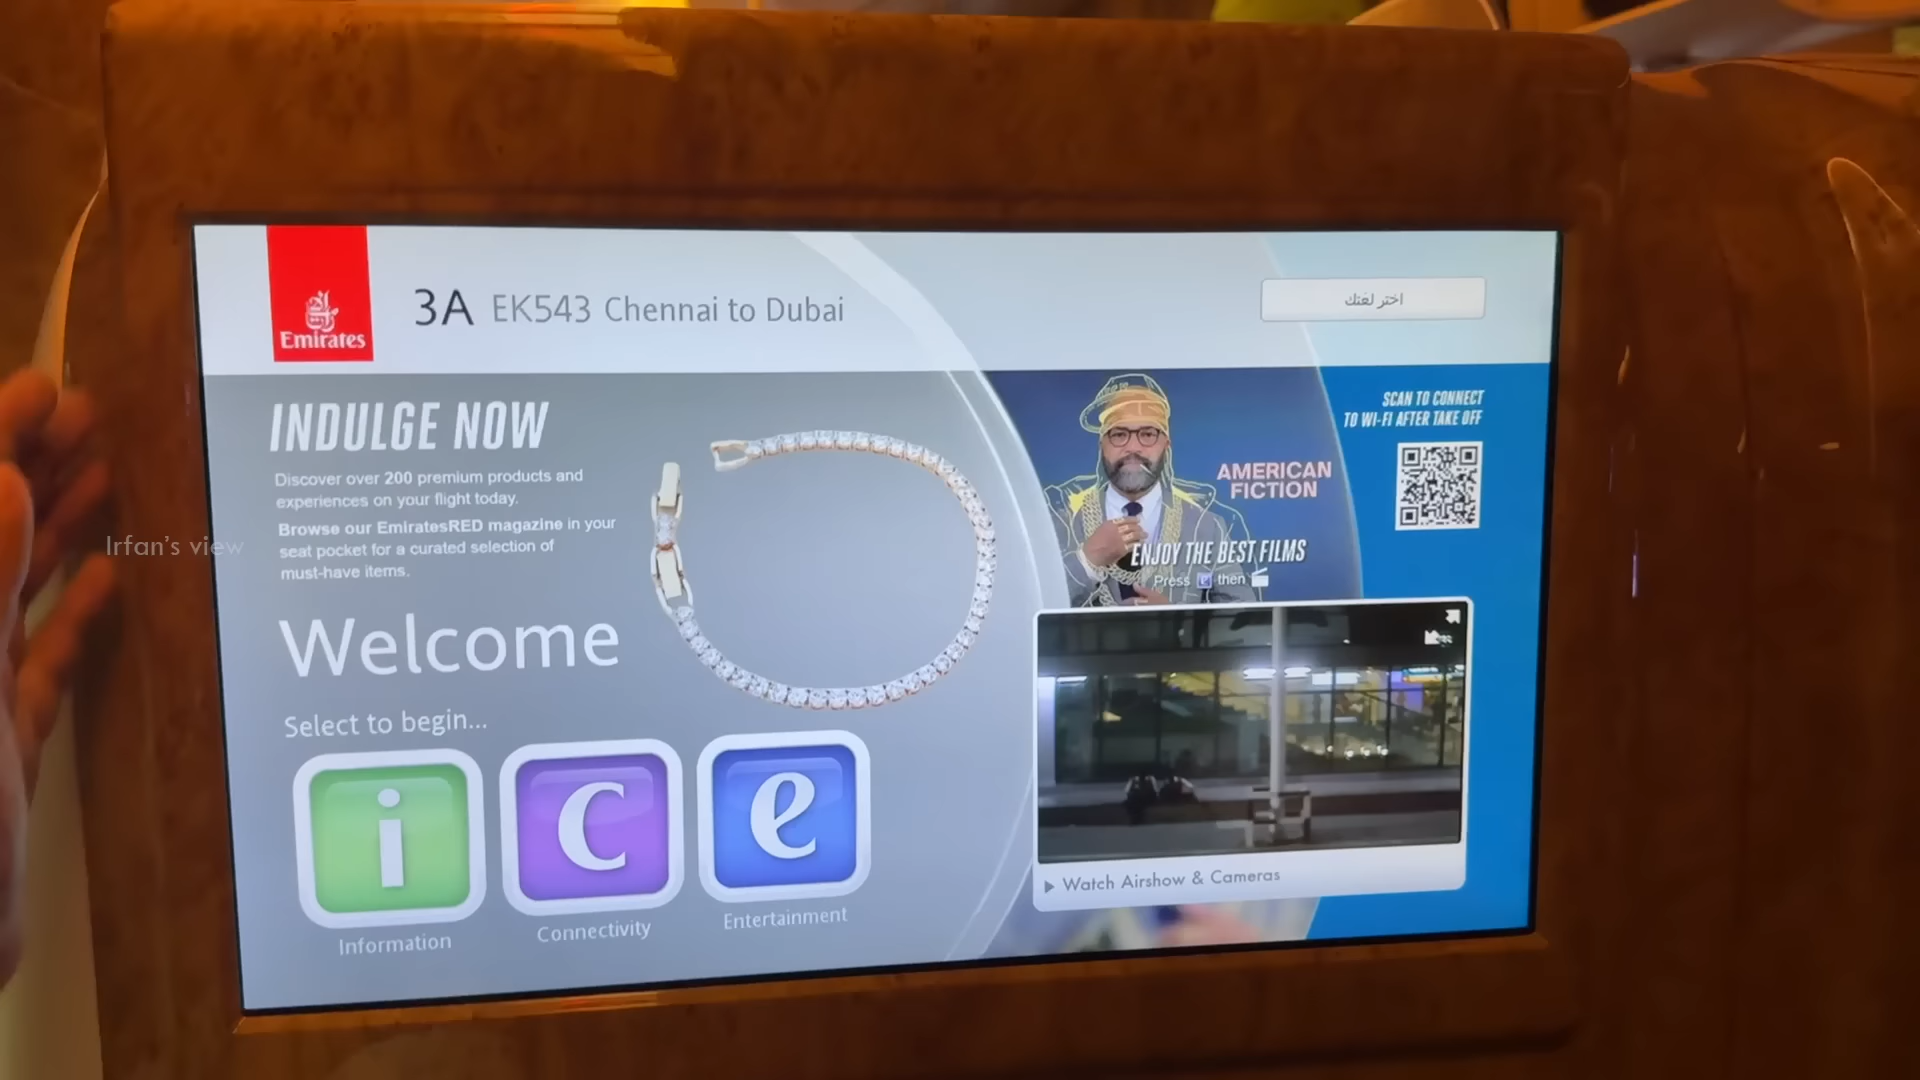 Emirates
3A EK543 Chennai to Dubai
اختر لغتك
INDULGE NOW
Discover over 200 premium products and
experiences on your flight today.
Browse our EmiratesRED magazine in your
seat pocket for a curated selection of
must-have items.
Irfan's view
Welcome
Select to begin...
i
c
e
Information
Connectivity
Entertainment
AMERICAN
FICTION
ENJOY THE BEST FILMS
Press e then
SCAN TO CONNECT
TO WI-FI AFTER TAKE OFF
Watch Airshow & Cameras